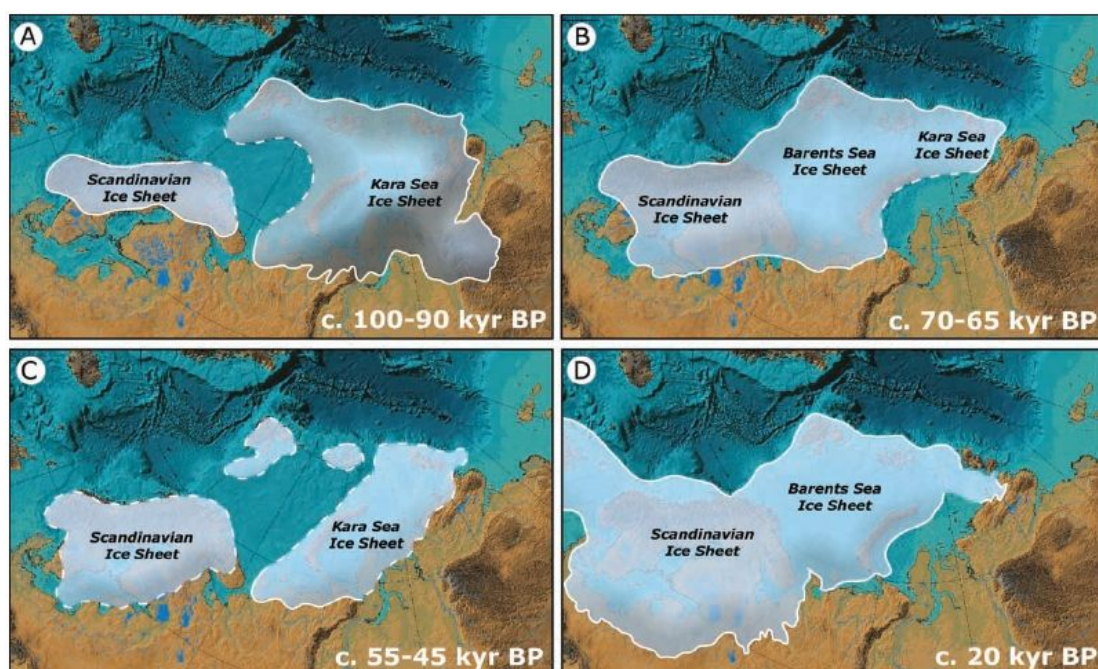 A
Scandinavian
Ice Sheet
Kara Sea
Ice Sheet
c. 100-90 kyr BP
B
Scandinavian
Ice Sheet
Barents Sea
Ice Sheet
Kara Sea
Ice Sheet
c. 70-65 kyr BP
C
Scandinavian
Ice Sheet
Kara Sea
Ice Sheet
c. 55-45 kyr BP
D
Scandinavian
Ice Sheet
Barents Sea
Ice Sheet
c. 20 kyr BP